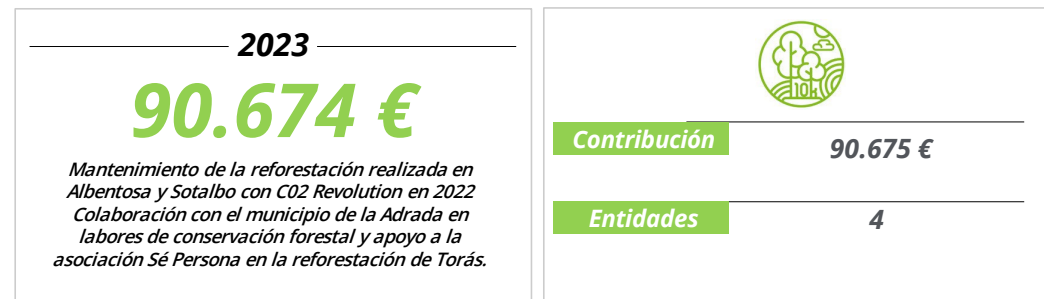 2023
90.674 €
Mantenimiento de la reforestación realizada en
Albentosa y Sotalbo con C02 Revolution en 2022
Colaboración con el municipio de la Adrada en
labores de conservación forestal y apoyo a la
asociación Sé Persona en la reforestación de Torás.
Contribución
90.675 €
Entidades
4